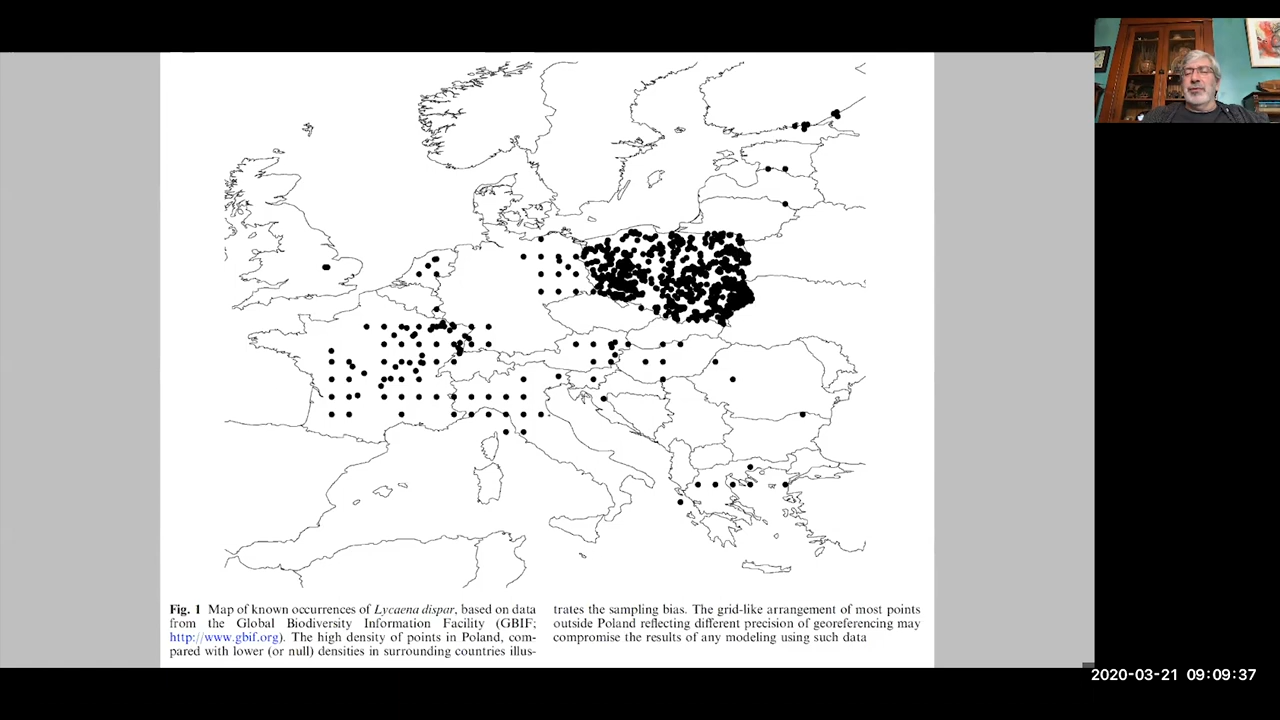 Fig. 1 Map of known occurrences of Lycaena dispar, based on data
from the Global Biodiversity Information Facility (GBIF;
http://www.gbif.org). The high density of points in Poland, com-
pared with lower (or null) densities in surrounding countries illus-
trates the sampling bias. The grid-like arrangement of most points
outside Poland reflecting different precision of georeferencing may
compromise the results of any modeling using such data
2020-03-21 09:09:37